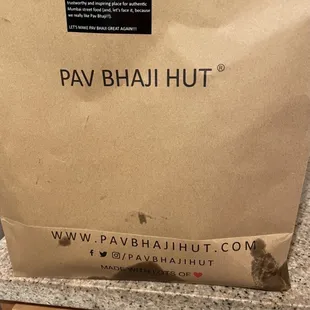 trustworthy and inspiring place for authentic
Mumbai street food (and, let's face it, because
we really like Pav Bhaji!).
LET'S MAKE PAV BHAJI GREAT AGAIN!!!
PAV BHAJI HUT®
WWW.PAVBHAJIHUT.COM
/PAVBHAJIHUT
MADE WITH LOTS OF ❤